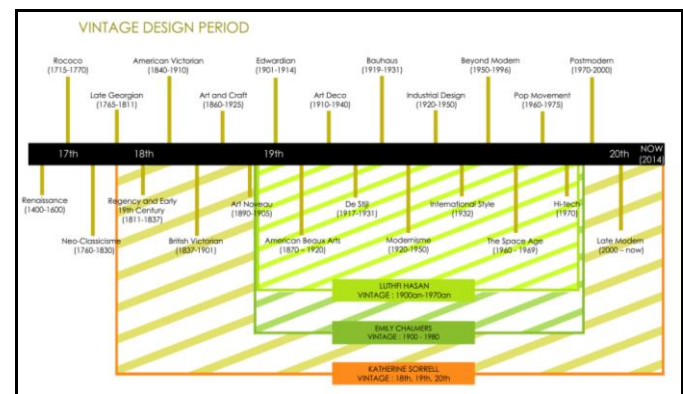 VINTAGE DESIGN PERIOD
Rococo
(1715-1770)
American Victorian
(1840-1910)
Edwardian
(1901-1914)
Bauhaus
(1919-1931)
Beyond Modern
(1950-1996)
Postmodern
(1970-2000)
Late Georgian
(1765-1811)
Art and Craft
(1860-1925)
Art Deco
(1910-1940)
Industrial Design
(1920-1950)
Pop Movement
(1960-1975)
17th
18th
19th
20th
NOW
(2014)
Renaissance
(1400-1600)
Regency and Early
19th Century
(1811-1837)
Art Noveau
(1890-1905)
De Stijl
(1917-1931)
International Style
(1932)
Hi-tech
(1970)
Neo-Classicisme
(1760-1830)
British Victorian
(1837-1901)
American Beaux Arts
(1870 – 1920)
Modernisme
(1920-1950)
The Space Age
(1960 - 1969)
Late Modern
(2000 – now)
LUTHFI HASAN
VINTAGE : 1900an-1970an
EMILY CHALMERS
VINTAGE : 1900 - 1980
KATHERINE SORRELL
VINTAGE : 18th, 19th, 20th